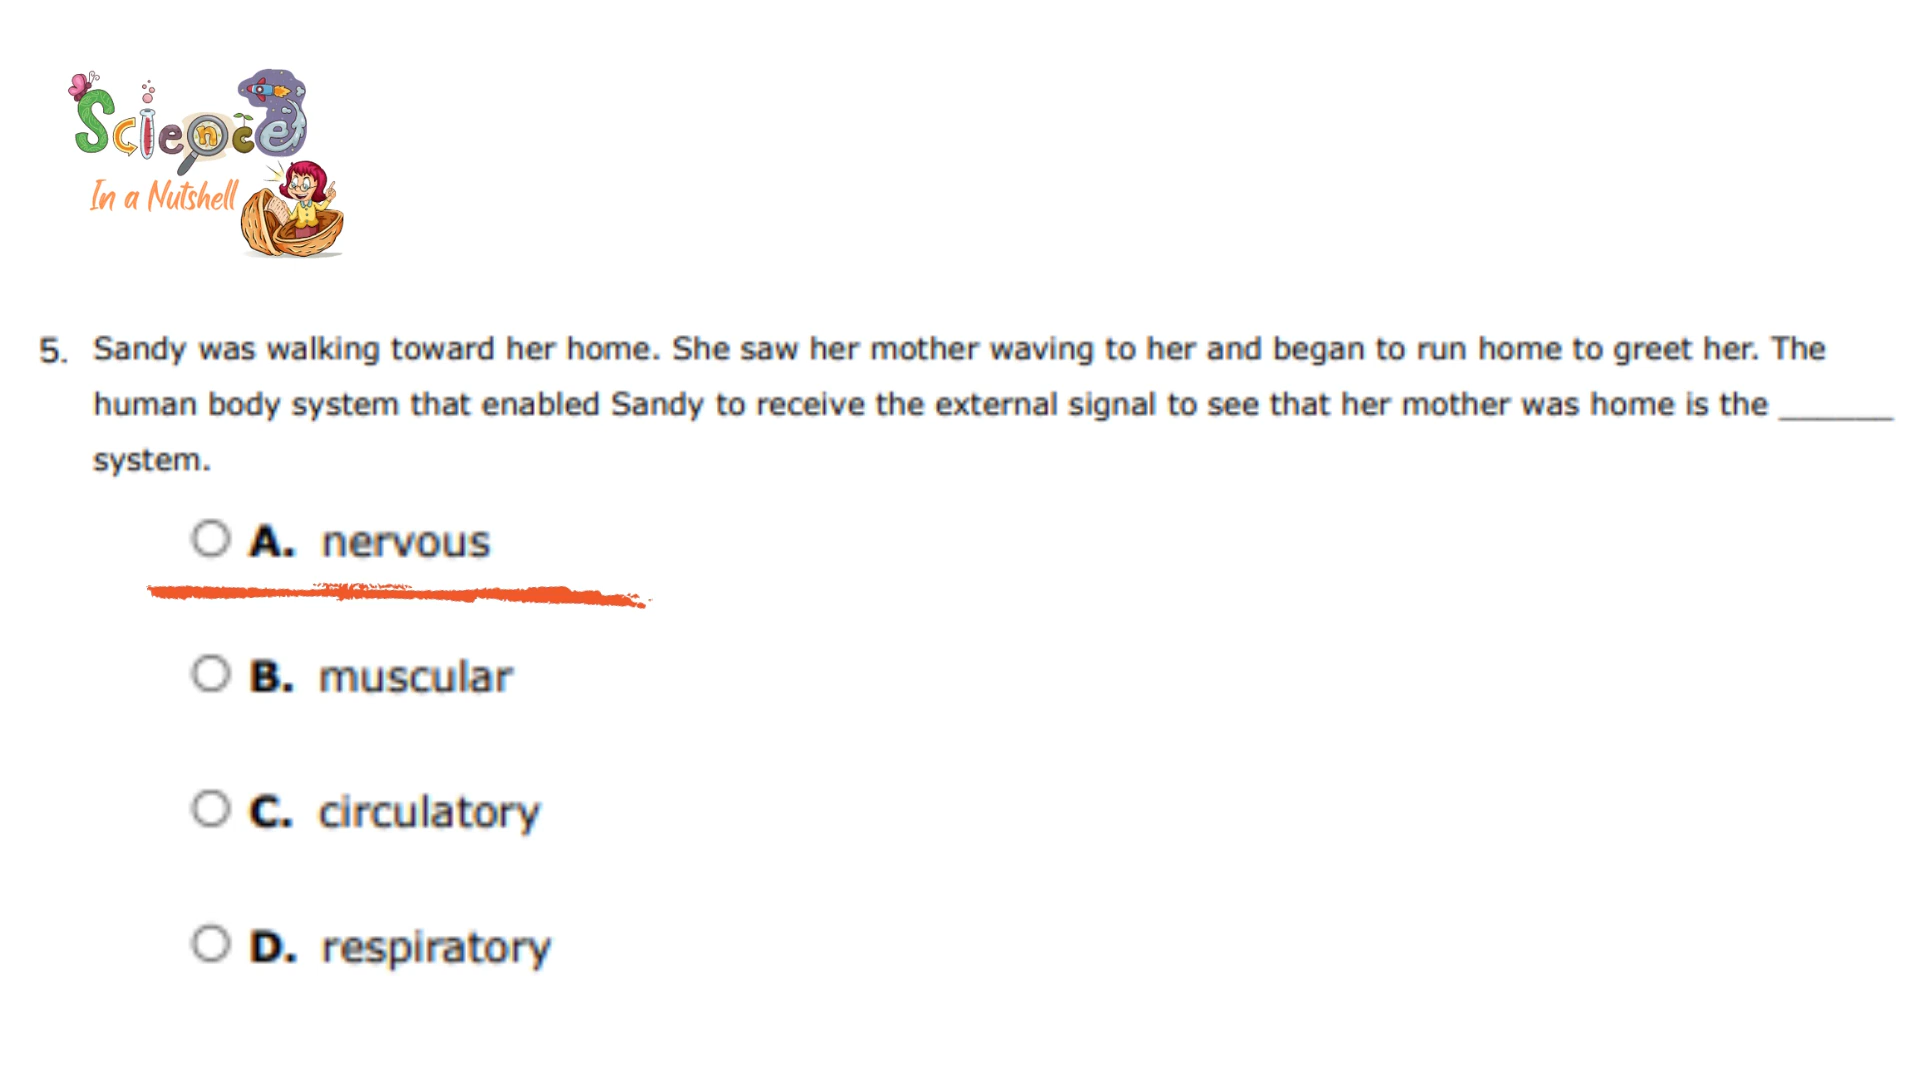 Science
In a Nutshell
5. Sandy was walking toward her home. She saw her mother waving to her and began to run home to greet her. The
human body system that enabled Sandy to receive the external signal to see that her mother was home is the ______
system.
A. nervous
B. muscular
C. circulatory
D. respiratory